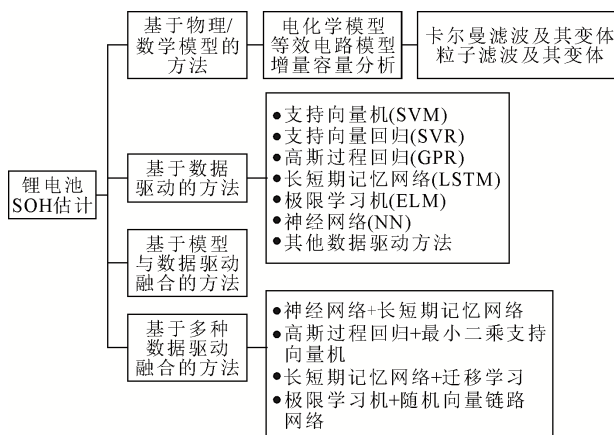 锂电池
SOH估计
基于物理/
数学模型的
方法
电化学模型
等效电路模型
增量容量分析
卡尔曼滤波及其变体
粒子滤波及其变体
基于数据
驱动的方法
●支持向量机(SVM)
●支持向量回归(SVR)
●高斯过程回归(GPR)
●长短期记忆网络(LSTM)
●极限学习机(ELM)
●神经网络(NN)
●其他数据驱动方法
基于模型
与数据驱动
融合的方法
基于多种
数据驱动
融合的方法
●神经网络+长短期记忆网络
●高斯过程回归+最小二乘支持
向量机
●长短期记忆网络+迁移学习
●极限学习机+随机向量链路
网络